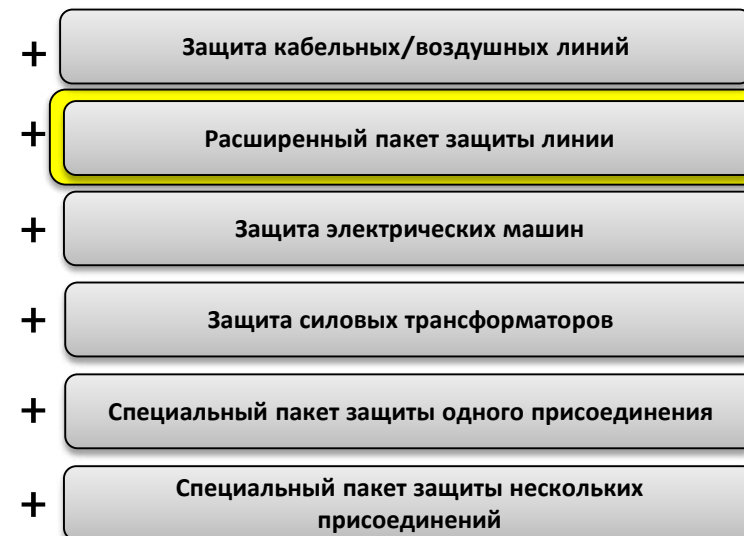 + Защита кабельных/воздушных линий
+ Расширенный пакет защиты линии
+ Защита электрических машин
+ Защита силовых трансформаторов
+ Специальный пакет защиты одного присоединения
+ Специальный пакет защиты нескольких
присоединений